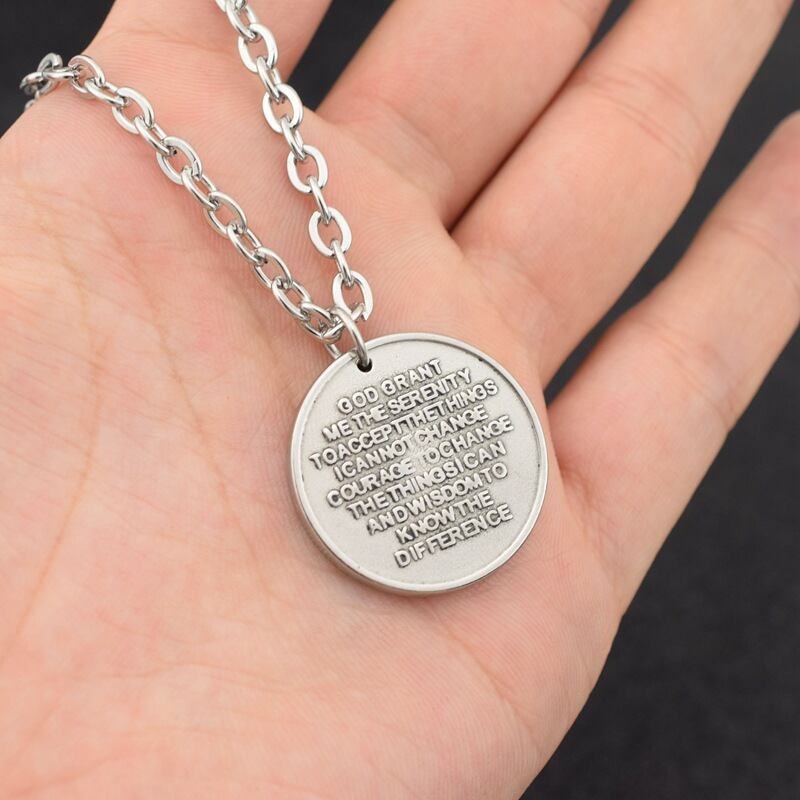 GOD GRANT
ME THE SERENITY
TO ACCEPT THE THINGS
I CANNOT CHANGE
COURAGE TO CHANGE
THE THINGS I CAN
AND WISDOM TO
KNOW THE
DIFFERENCE